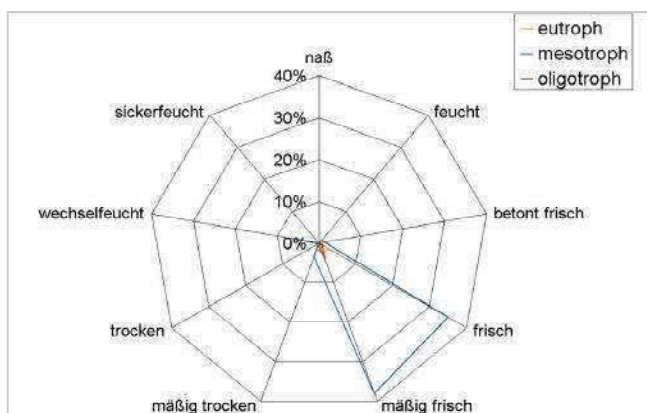 eutroph
mesotroph
oligotroph
naß
40%
sickerfeucht
feucht
30%
20%
wechselfeucht
betont frisch
10%
0%
trocken
frisch
mäßig trocken
mäßig frisch